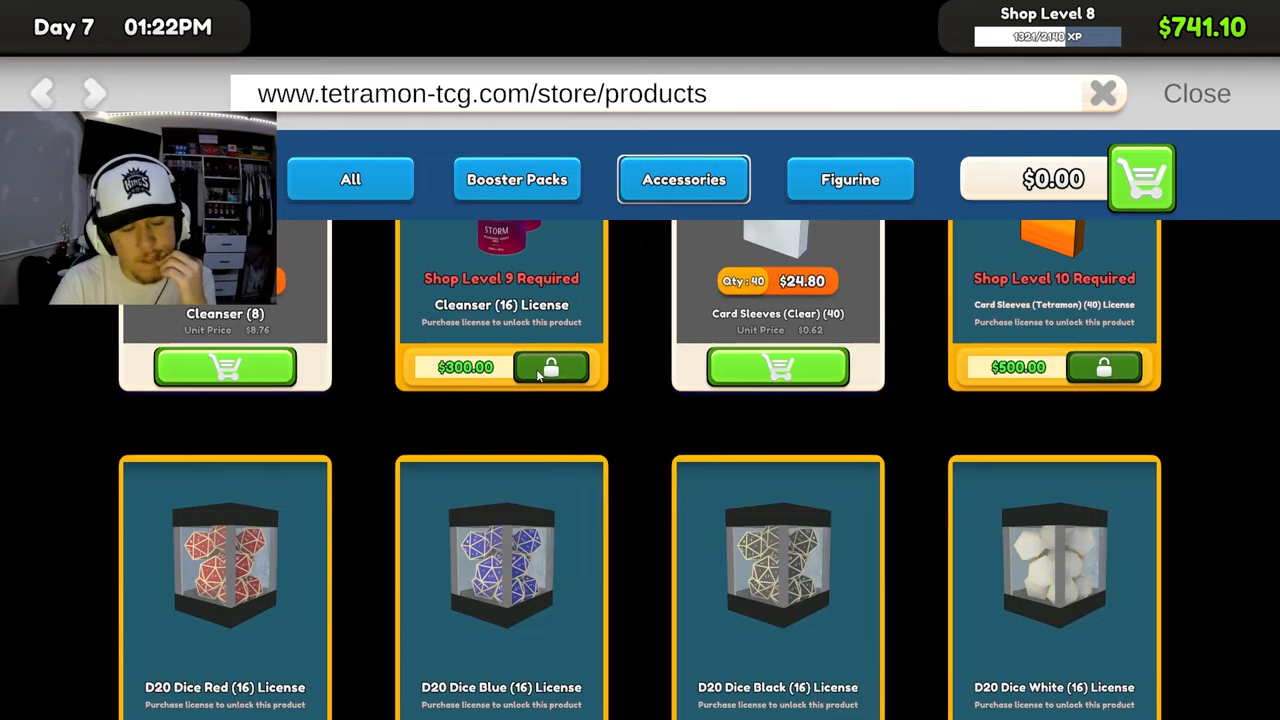 Day 7 01:22PM
Shop Level 8
1321/2140 XP
$741.10
www.tetramon-tcg.com/store/products
Close
All
Booster Packs
Accessories
Figurine
$0.00
KINGS
STORM
Cleanser (8)
Unit Price $8.76
Shop Level 9 Required
Cleanser (16) License
Purchase license to unlock this product
$300.00
Qty : 40 $24.80
Card Sleeves (Clear) (40)
Unit Price $0.62
Shop Level 10 Required
Card Sleeves (Tetramon) (40) License
Purchase license to unlock this product
$500.00
D20 Dice Red (16) License
Purchase license to unlock this product
D20 Dice Blue (16) License
Purchase license to unlock this product
D20 Dice Black (16) License
Purchase license to unlock this product
D20 Dice White (16) License
Purchase license to unlock this product